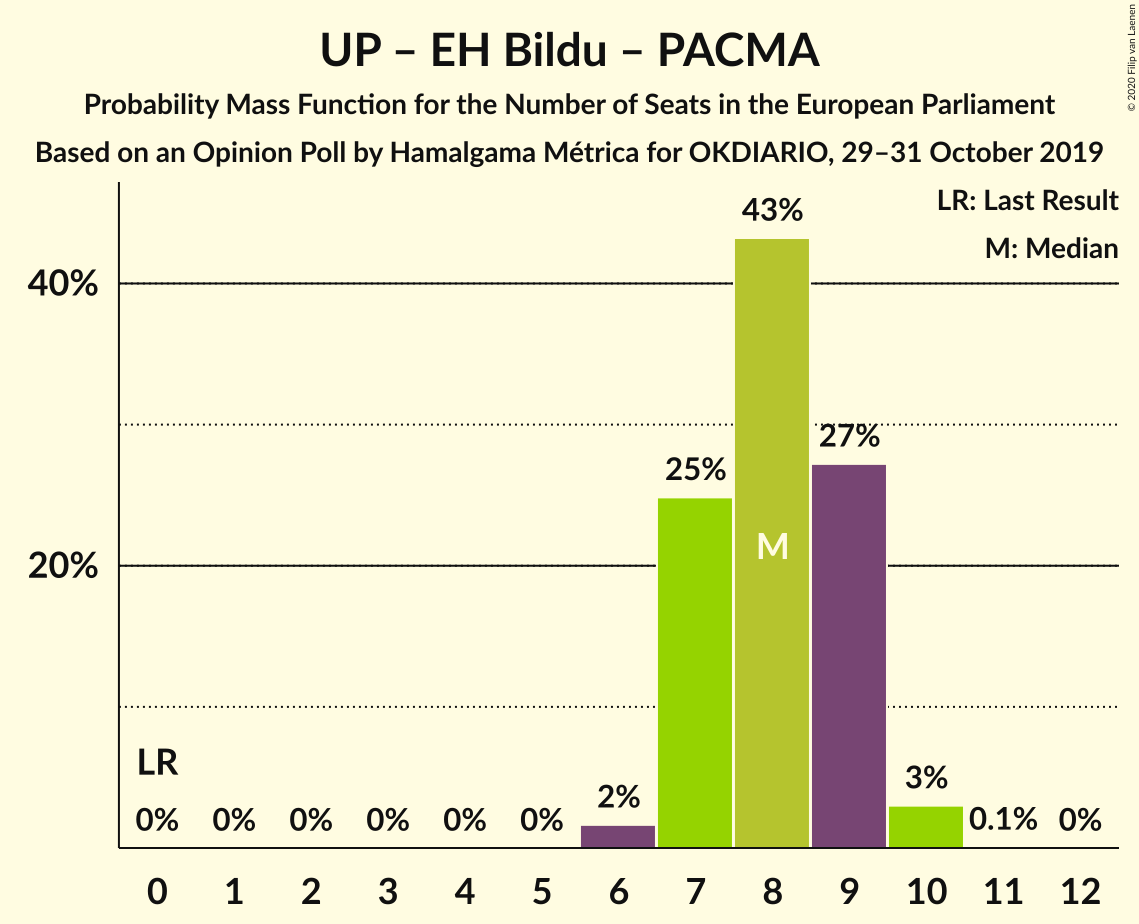 UP – EH Bildu – PACMA
Probability Mass Function for the Number of Seats in the European Parliament
Based on an Opinion Poll by Hamalgama Métrica for OKDIARIO, 29–31 October 2019
© 2020 Filip van Laenen
LR: Last Result
M: Median
43%
40%
27%
25%
M
20%
LR
3%
2%
0% 0% 0% 0% 0% 0% 0.1% 0%
0 1 2 3 4 5 6 7 8 9 10 11 12